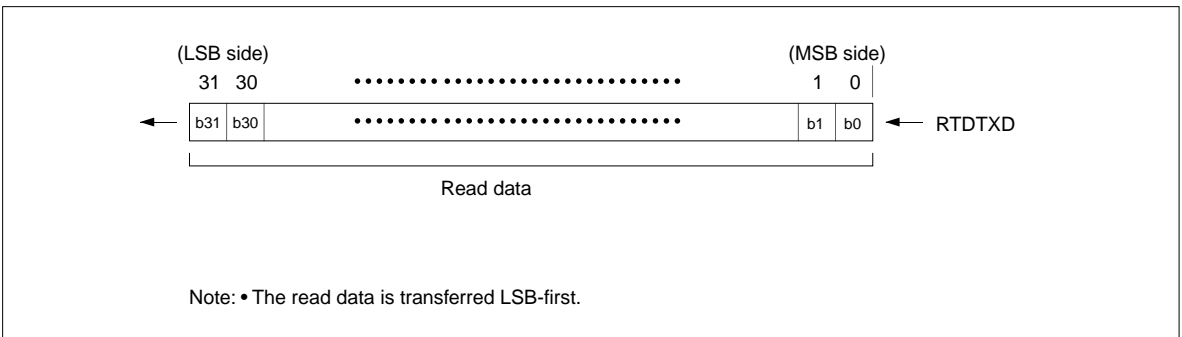 (LSB side) (MSB side)
31 30 •••••••• •••••••••••••••••••••• 1 0
b31 b30 •••••••• •••••••••••••••••••••• b1 b0 RTDTXD
Read data
Note: • The read data is transferred LSB-first.